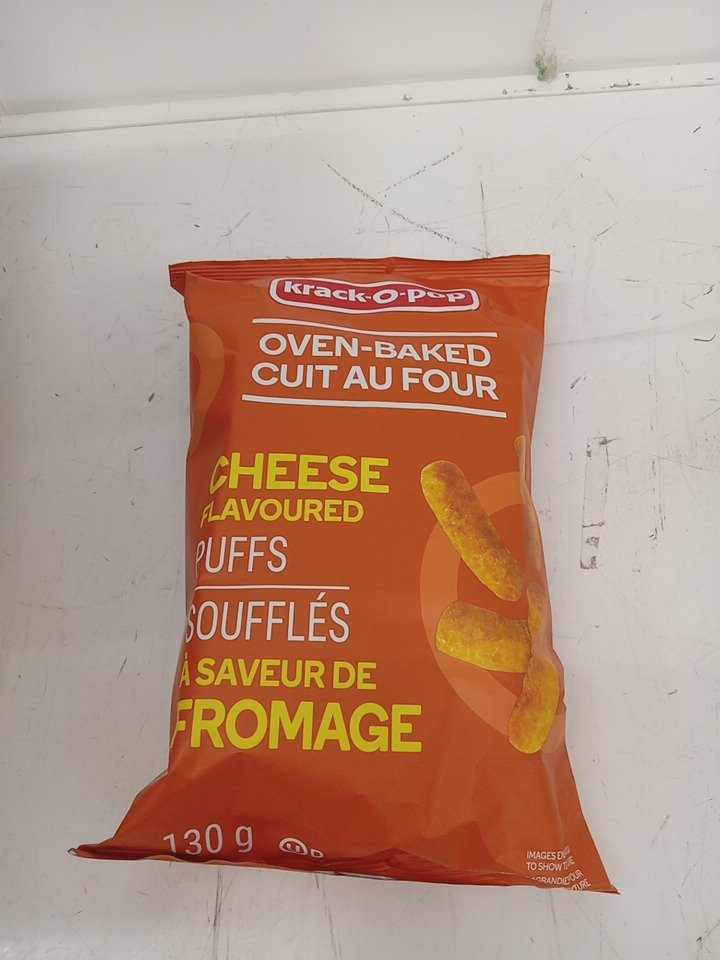 Krack-O-Pop
OVEN-BAKED
CUIT AU FOUR
CHEESE
FLAVOURED
PUFFS
SOUFFLÉS
À SAVEUR DE
FROMAGE
130 g
U D
IMAGES
TO SHOW